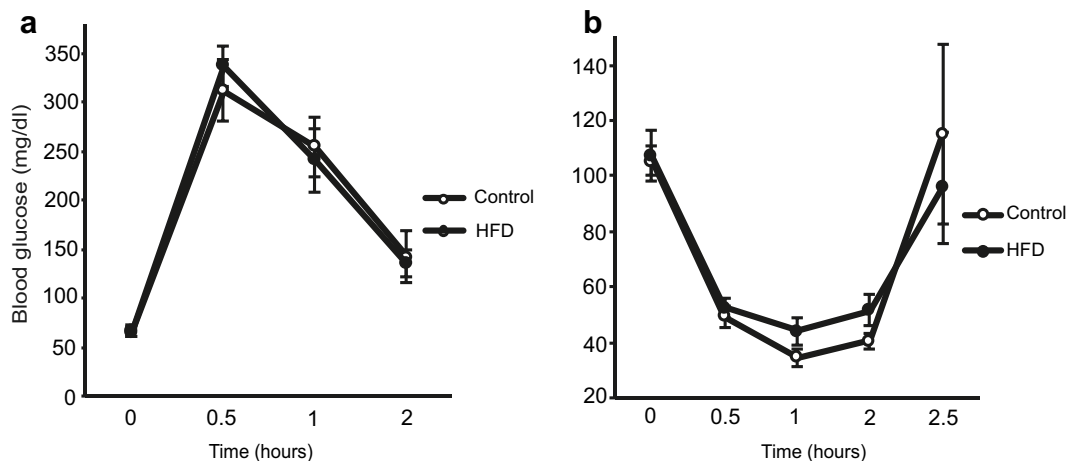 a
Blood glucose (mg/dl)
350
300
250
200
150
100
50
0
0 0.5 1 2
Time (hours)
Control
HFD
b
140
120
100
80
60
40
20
0 0.5 1 2 2.5
Time (hours)
Control
HFD